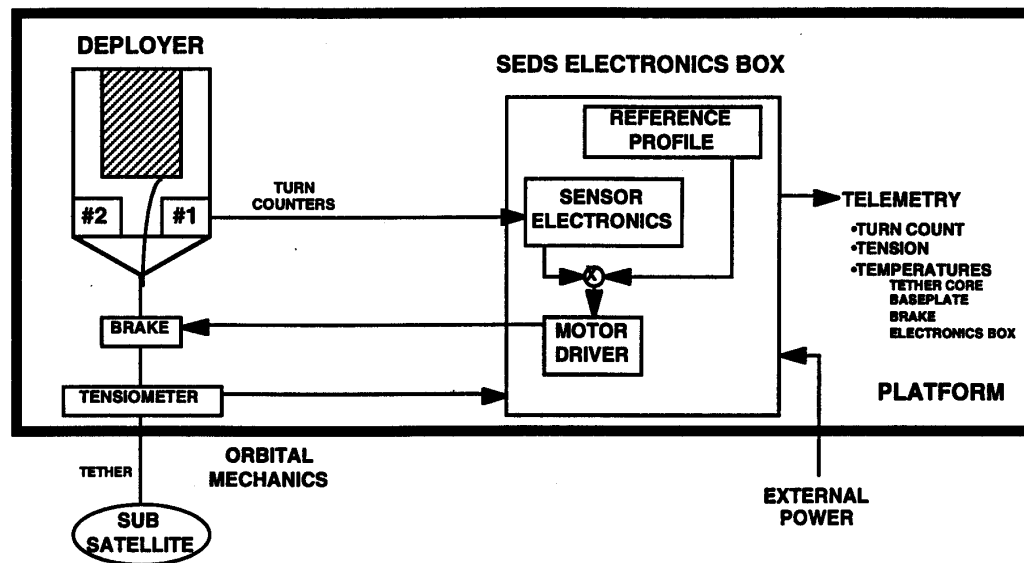 DEPLOYER
#2
#1
TURN
COUNTERS
BRAKE
TENSIOMETER
TETHER
SUB
SATELLITE
ORBITAL
MECHANICS
SEDS ELECTRONICS BOX
REFERENCE
PROFILE
SENSOR
ELECTRONICS
X
MOTOR
DRIVER
TELEMETRY
•TURN COUNT
•TENSION
•TEMPERATURES
TETHER CORE
BASEPLATE
BRAKE
ELECTRONICS BOX
PLATFORM
EXTERNAL
POWER